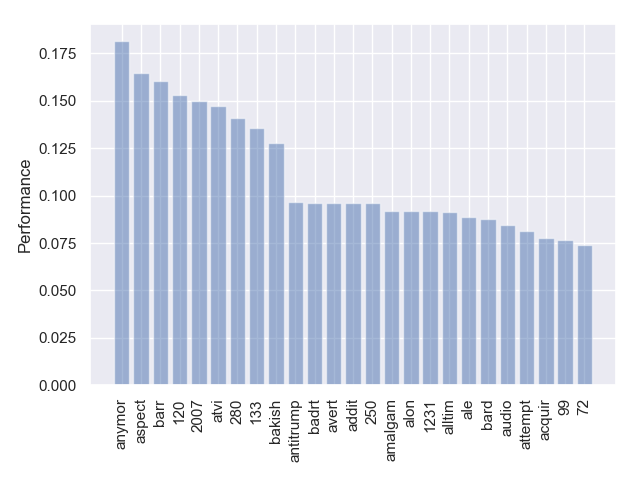 0.175
0.150
0.125
0.100
0.075
0.050
0.025
0.000
Performance
anymor
aspect
barr
120
2007
atvi
280
133
bakish
antitrump
badrt
avert
addit
250
amalgam
alon
1231
alltim
ale
bard
audio
attempt
acquir
99
72